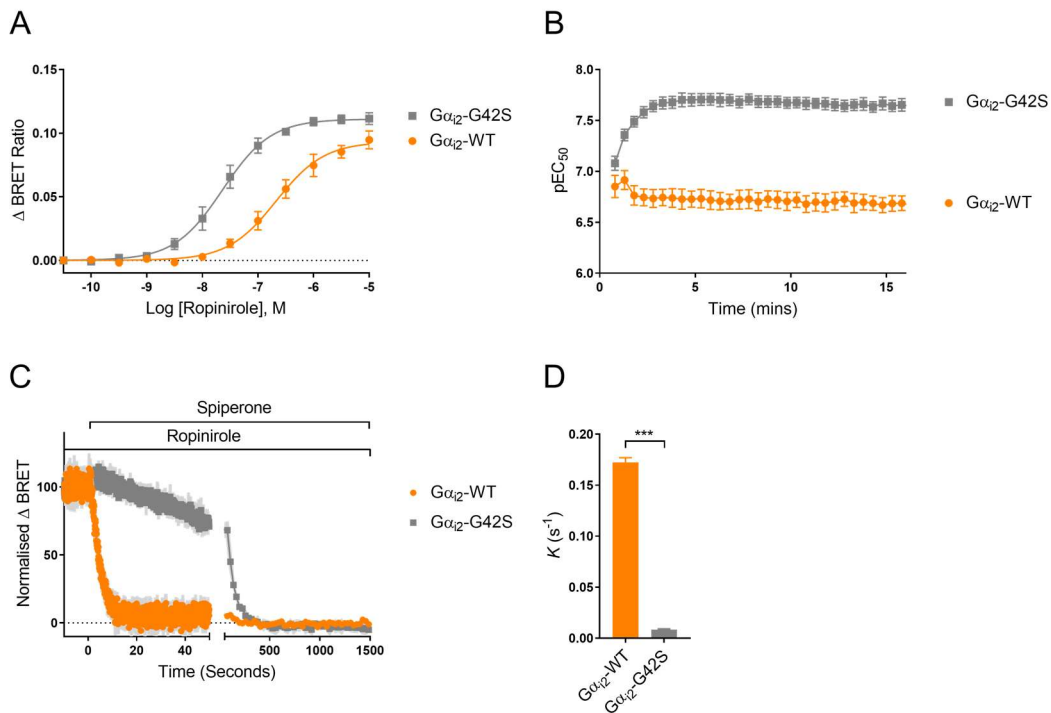 A
0.15
0.10
0.05
0.00
Δ BRET Ratio
-10 -9 -8 -7 -6 -5
Log [Ropinirole], M
Gαi2-G42S
Gαi2-WT
B
8.0
7.5
7.0
6.5
6.0
pEC50
0 5 10 15
Time (mins)
Gαi2-G42S
Gαi2-WT
C
Spiperone
Ropinirole
100
50
0
Normalised Δ BRET
0 20 40 500 1000 1500
Time (Seconds)
Gαi2-WT
Gαi2-G42S
D
***
0.20
0.15
0.10
0.05
0.00
K (s-1)
Gαi2-WT
Gαi2-G42S